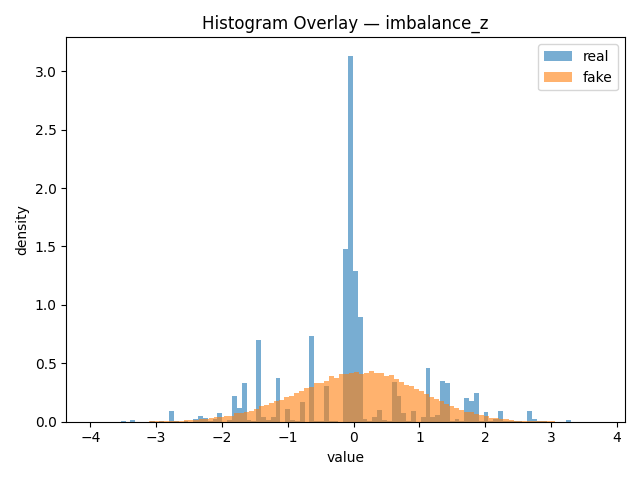 Histogram Overlay — imbalance_z
real
fake
density
3.0
2.5
2.0
1.5
1.0
0.5
0.0
−4 −3 −2 −1 0 1 2 3 4
value